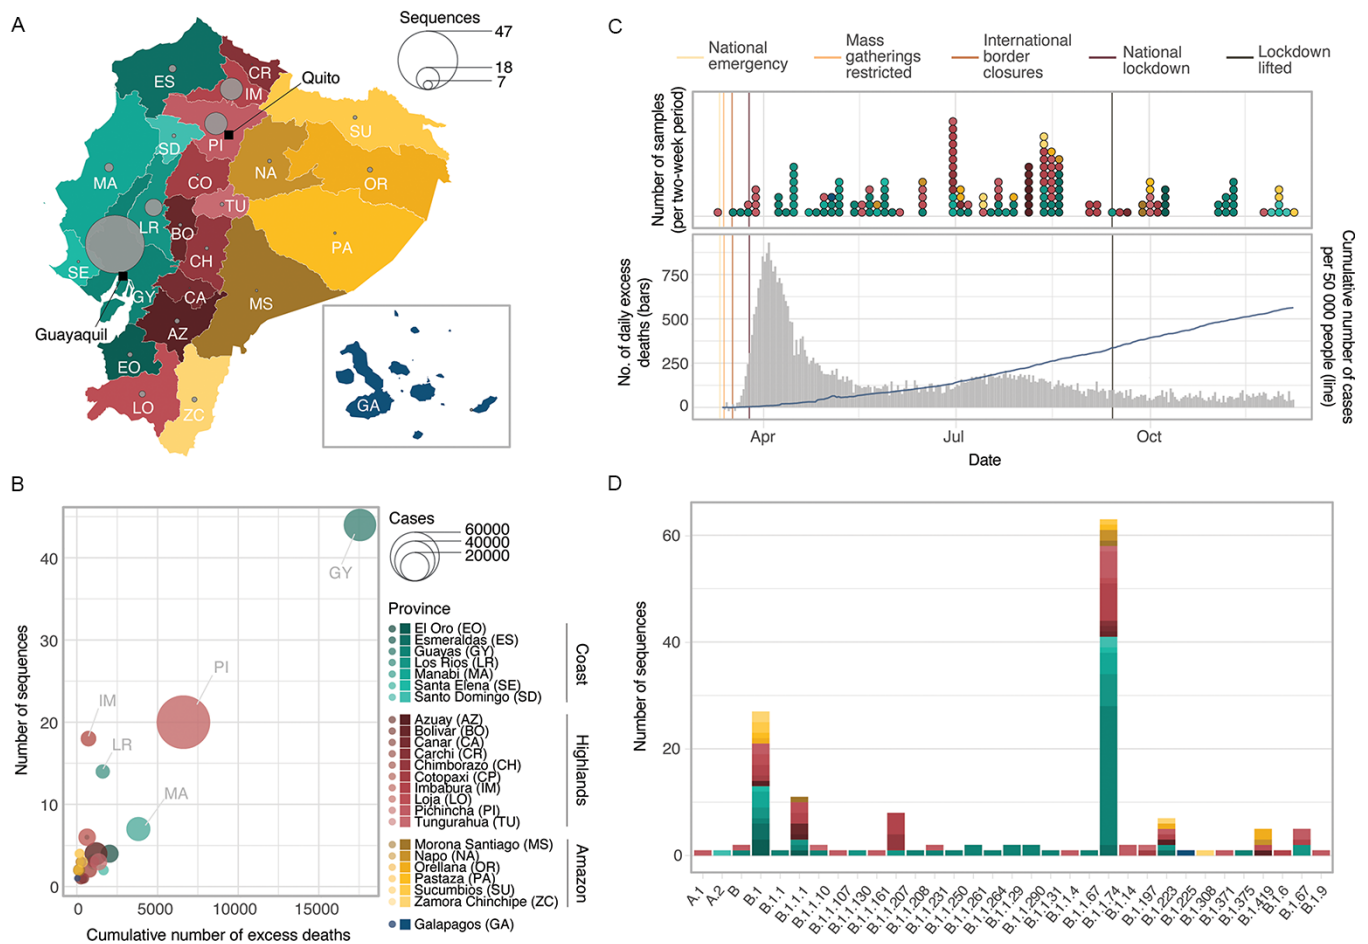 A
Sequences
47
18
7
Quito
CR
ES
IM
SU
SD
PI
NA
OR
MA
CO
TU
LR
BO
PA
SE
CH
GY
CA
MS
Guayaquil
AZ
EO
GA
LO
ZC
B
Number of sequences
40
30
20
10
0
GY
PI
IM
LR
MA
0
5000
10000
15000
Cumulative number of excess deaths
Cases
60000
40000
20000
Province
El Oro (EO)
Esmeraldas (ES)
Guayas (GY)
Los Rios (LR)
Manabi (MA)
Santa Elena (SE)
Santo Domingo (SD)
Coast
Azuay (AZ)
Bolivar (BO)
Canar (CA)
Carchi (CR)
Chimborazo (CH)
Cotopaxi (CP)
Imbabura (IM)
Loja (LO)
Pichincha (PI)
Tungurahua (TU)
Highlands
Morona Santiago (MS)
Napo (NA)
Orellana (OR)
Pastaza (PA)
Sucumbios (SU)
Zamora Chinchipe (ZC)
Amazon
Galapagos (GA)
C
National
emergency
Mass
gatherings
restricted
International
border
closures
National
lockdown
Lockdown
lifted
Number of samples
(per two-week period)
No. of daily excess
deaths (bars)
750
500
250
0
Cumulative number of cases
per 50 000 people (line)
Apr
Jul
Oct
Date
D
Number of sequences
60
40
20
0
A.1
A.2
B
B.1
B.1.1
B.1.1.1
B.1.1.10
B.1.1.107
B.1.1.130
B.1.1.161
B.1.1.207
B.1.1.208
B.1.1.231
B.1.1.250
B.1.1.261
B.1.1.264
B.1.1.29
B.1.1.290
B.1.1.131
B.1.1.4
B.1.1.67
B.1.1.74
B.1.14
B.1.197
B.1.223
B.1.225
B.1.308
B.1.371
B.1.375
B.1.419
B.1.6
B.1.67
B.1.9